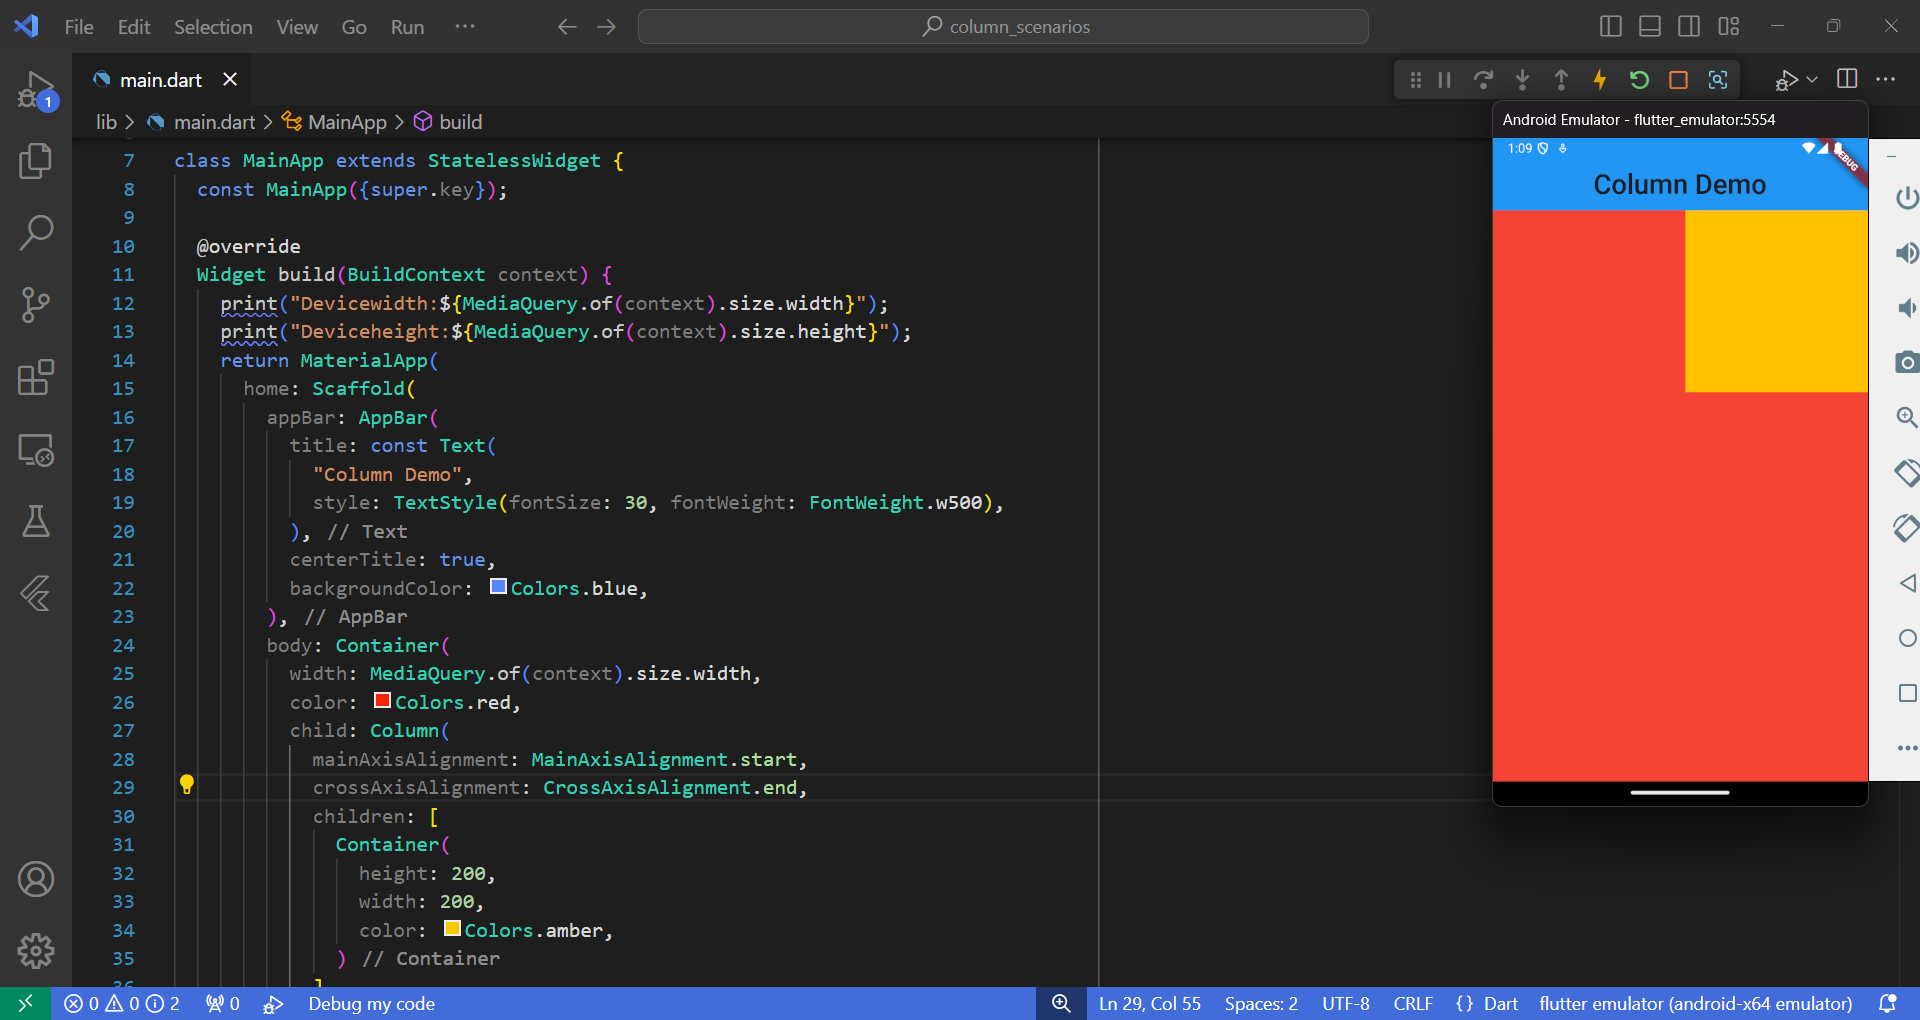 File Edit Selection View Go Run ···
column_scenarios
1
main.dart
lib > main.dart > MainApp > build
7 class MainApp extends StatelessWidget {
8 const MainApp({super.key});
9
10 @override
11 Widget build(BuildContext context) {
12 print("Devicewidth:${MediaQuery.of(context).size.width}");
13 print("Deviceheight:${MediaQuery.of(context).size.height}");
14 return MaterialApp(
15 home: Scaffold(
16 appBar: AppBar(
17 title: const Text(
18 "Column Demo",
19 style: TextStyle(fontSize: 30, fontWeight: FontWeight.w500),
20 ), // Text
21 centerTitle: true,
22 backgroundColor: Colors.blue,
23 ), // AppBar
24 body: Container(
25 width: MediaQuery.of(context).size.width,
26 color: Colors.red,
27 child: Column(
28 mainAxisAlignment: MainAxisAlignment.start,
29 crossAxisAlignment: CrossAxisAlignment.end,
30 children: [
31 Container(
32 height: 200,
33 width: 200,
34 color: Colors.amber,
35 ) // Container
36 ]
Android Emulator - flutter_emulator:5554
1:09
DEBUG
Column Demo
0 0 2 0 Debug my code
Ln 29, Col 55 Spaces: 2 UTF-8 CRLF {} Dart flutter emulator (android-x64 emulator)